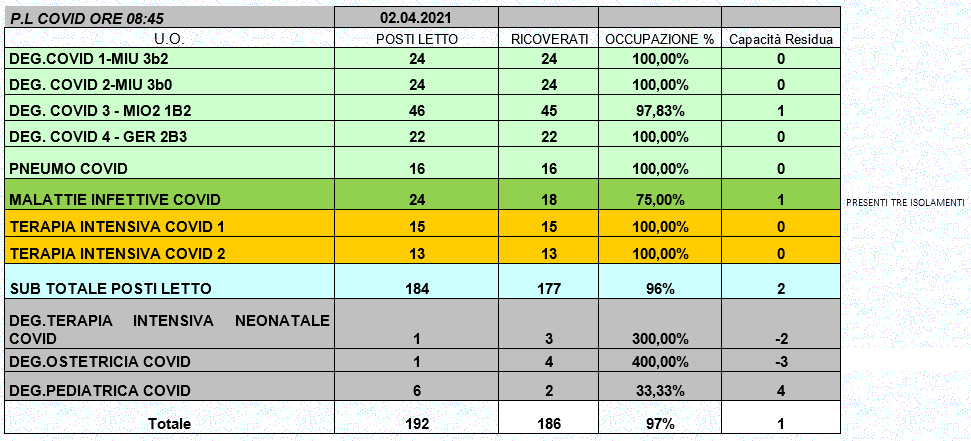 P.L COVID ORE 08:45 02.04.2021
U.O. POSTI LETTO RICOVERATI OCCUPAZIONE % Capacità Residua
DEG.COVID 1-MIU 3b2 24 24 100,00% 0
DEG. COVID 2-MIU 3b0 24 24 100,00% 0
DEG. COVID 3 - MIO2 1B2 46 45 97,83% 1
DEG. COVID 4 - GER 2B3 22 22 100,00% 0
PNEUMO COVID 16 16 100,00% 0
MALATTIE INFETTIVE COVID 24 18 75,00% 1 PRESENTI TRE ISOLAMENTI
TERAPIA INTENSIVA COVID 1 15 15 100,00% 0
TERAPIA INTENSIVA COVID 2 13 13 100,00% 0
SUB TOTALE POSTI LETTO 184 177 96% 2
DEG.TERAPIA INTENSIVA NEONATALE
COVID 1 3 300,00% -2
DEG.OSTETRICIA COVID 1 4 400,00% -3
DEG.PEDIATRICA COVID 6 2 33,33% 4
Totale 192 186 97% 1